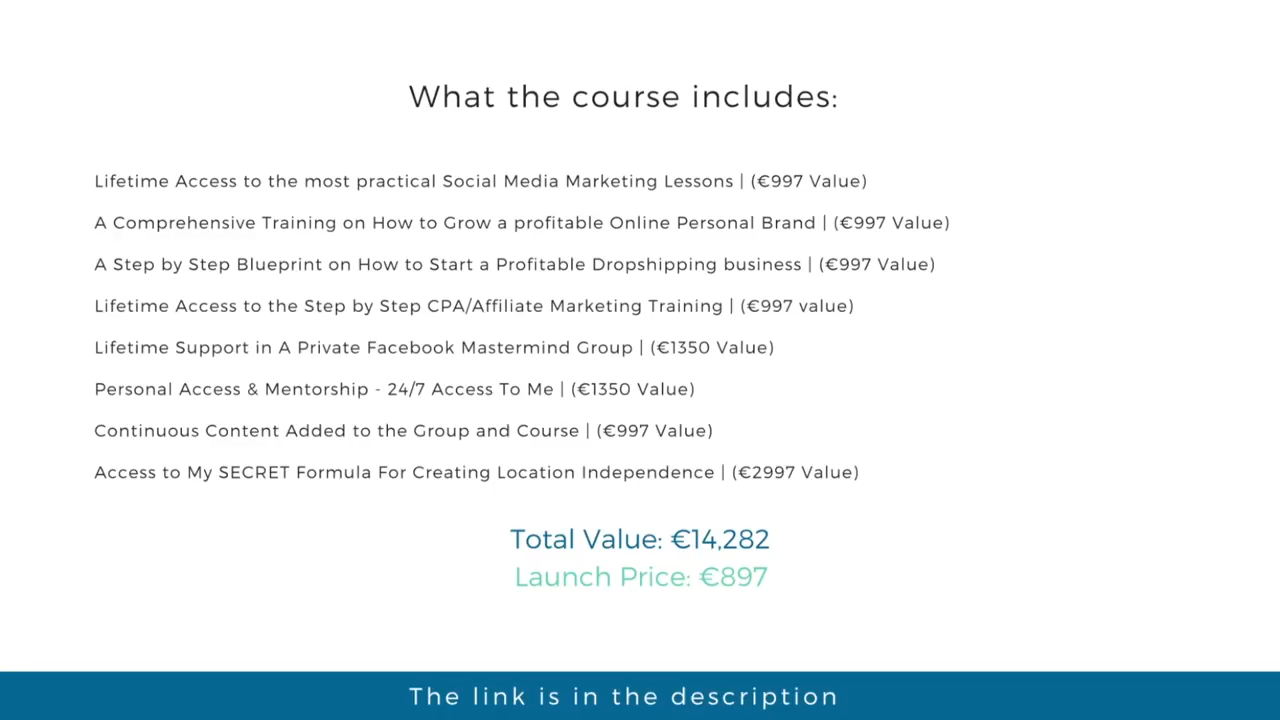 What the course includes:
Lifetime Access to the most practical Social Media Marketing Lessons | (€997 Value)
A Comprehensive Training on How to Grow a profitable Online Personal Brand | (€997 Value)
A Step by Step Blueprint on How to Start a Profitable Dropshipping business | (€997 Value)
Lifetime Access to the Step by Step CPA/Affiliate Marketing Training | (€997 value)
Lifetime Support in A Private Facebook Mastermind Group | (€1350 Value)
Personal Access & Mentorship - 24/7 Access To Me | (€1350 Value)
Continuous Content Added to the Group and Course | (€997 Value)
Access to My SECRET Formula For Creating Location Independence | (€2997 Value)
Total Value: €14,282
Launch Price: €897
The link is in the description